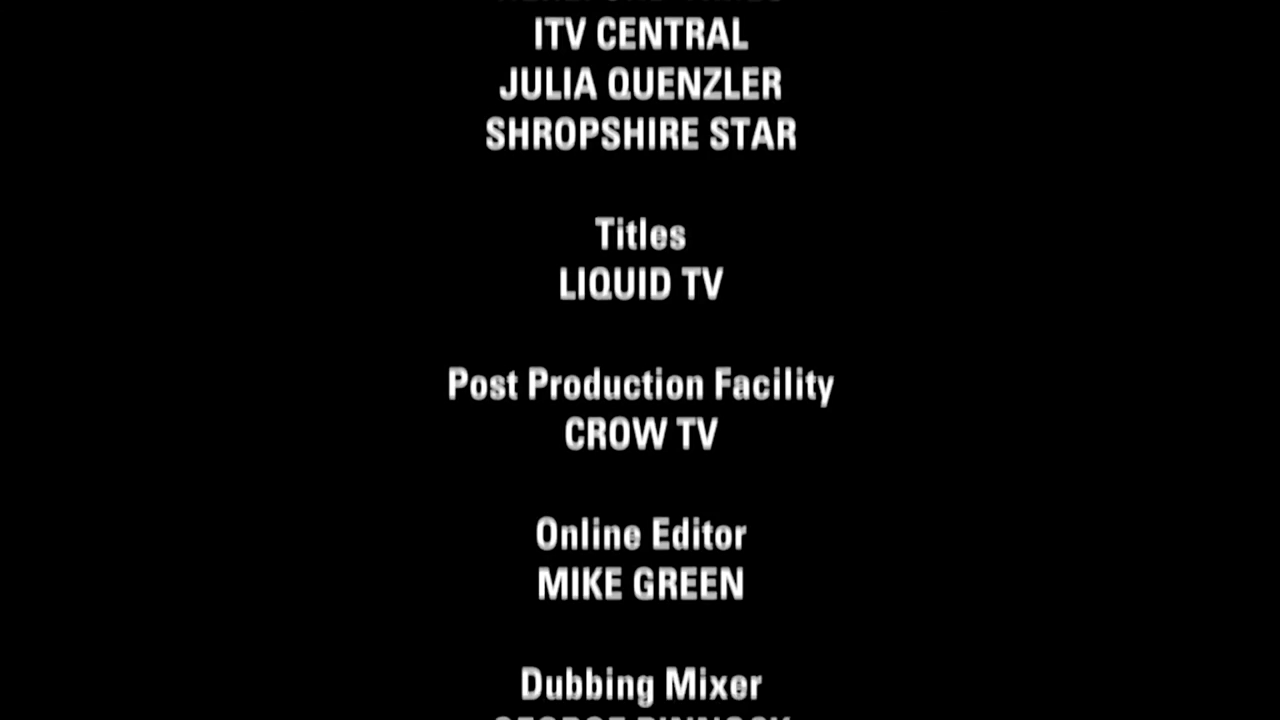 ITV CENTRAL
JULIA QUENZLER
SHROPSHIRE STAR
Titles
LIQUID TV
Post Production Facility
CROW TV
Online Editor
MIKE GREEN
Dubbing Mixer